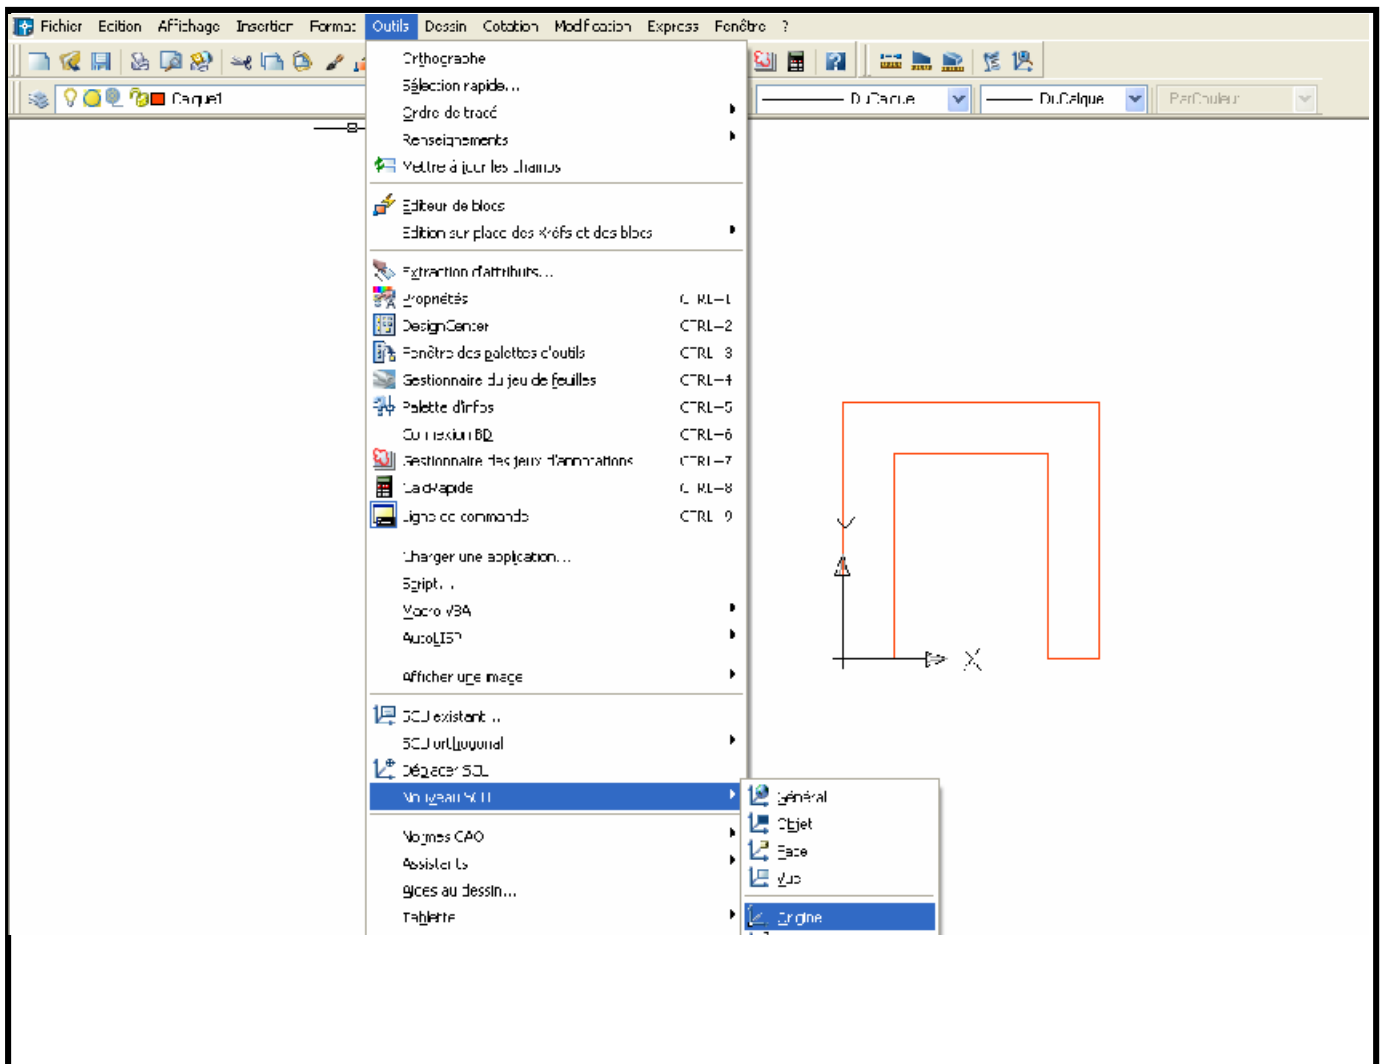 Fichier Edition Affichage Insertion Format Outils Dessin Cotation Modification Express Fenêtre ?
Calque1
DuCalque
DuCalque
ParCouleur
Orthographe
Sélection rapide...
Ordre de tracé
Renseignements
Mettre à jour les champs
Editeur de blocs
Edition sur place des Xréfs et des blocs
Extraction d'attributs...
Propriétés CTRL+1
DesignCenter CTRL+2
Fenêtre des palettes d'outils CTRL+3
Gestionnaire du jeu de feuilles CTRL+4
Palette d'infos CTRL+5
Connexion BD CTRL+6
Gestionnaire des jeux d'annotations CTRL+7
CalcRapide CTRL+8
Ligne de commande CTRL+9
Charger une application...
Script...
Macro VBA
AutoLISP
Afficher une image
SCU existant...
SCU orthogonal
Déplacer SCU
Nouveau SCU
Normes CAO
Assistants
Aides au dessin...
Tablette
Général
Objet
Face
Vue
Origine
Y
X